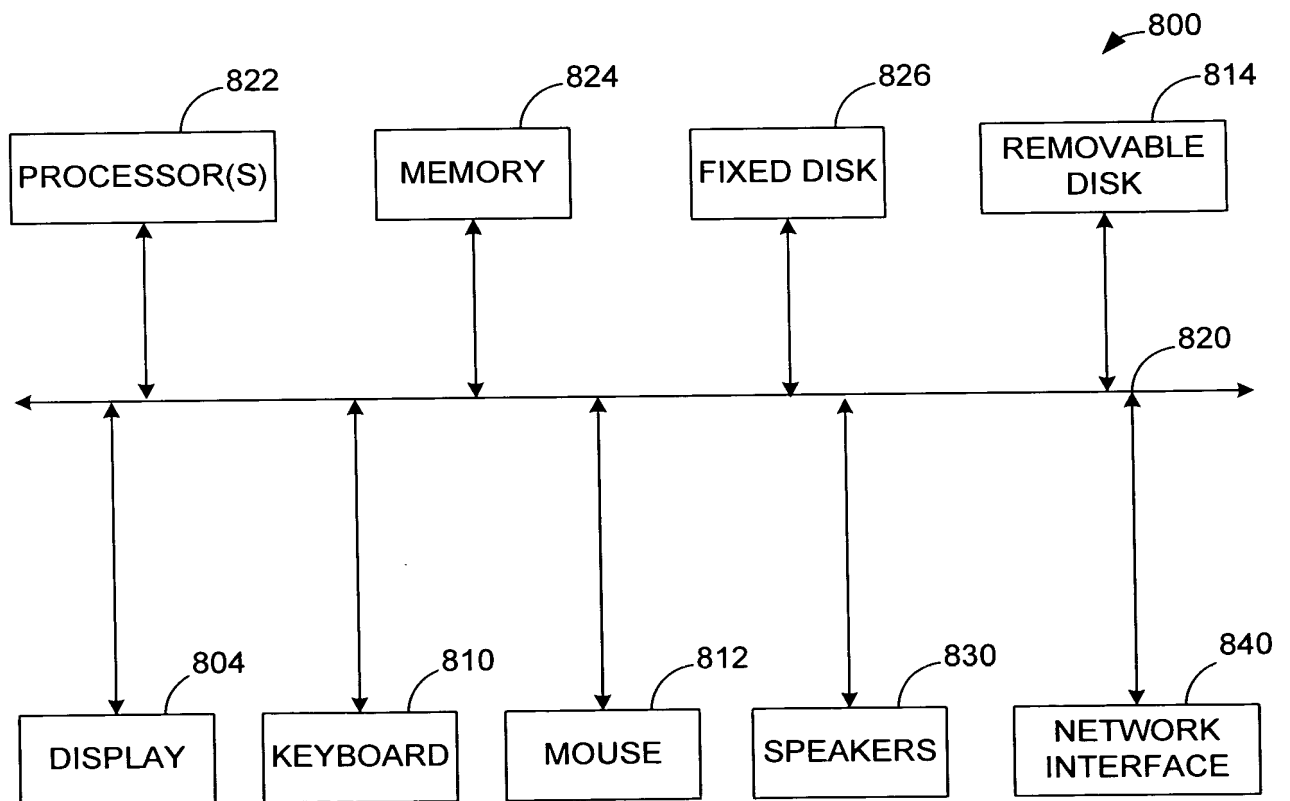 800
822
824
826
814
PROCESSOR(S)
MEMORY
FIXED DISK
REMOVABLE
DISK
820
804
810
812
830
840
DISPLAY
KEYBOARD
MOUSE
SPEAKERS
NETWORK
INTERFACE